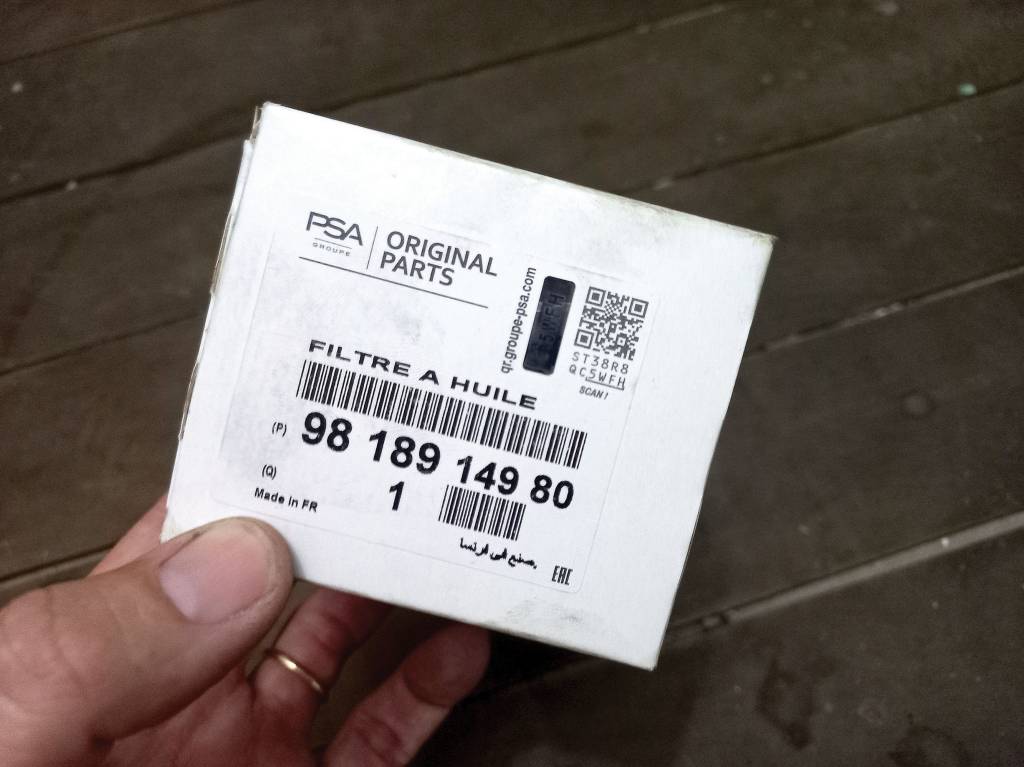 PSA
GROUPE
ORIGINAL
PARTS
qr.groupe-psa.com
ST38R8
QC5WFH
SCAN!
FILTRE A HUILE
(P) 98 189 149 80
(Q) 1
Made in FR
صنع في فرنسا.
EAC